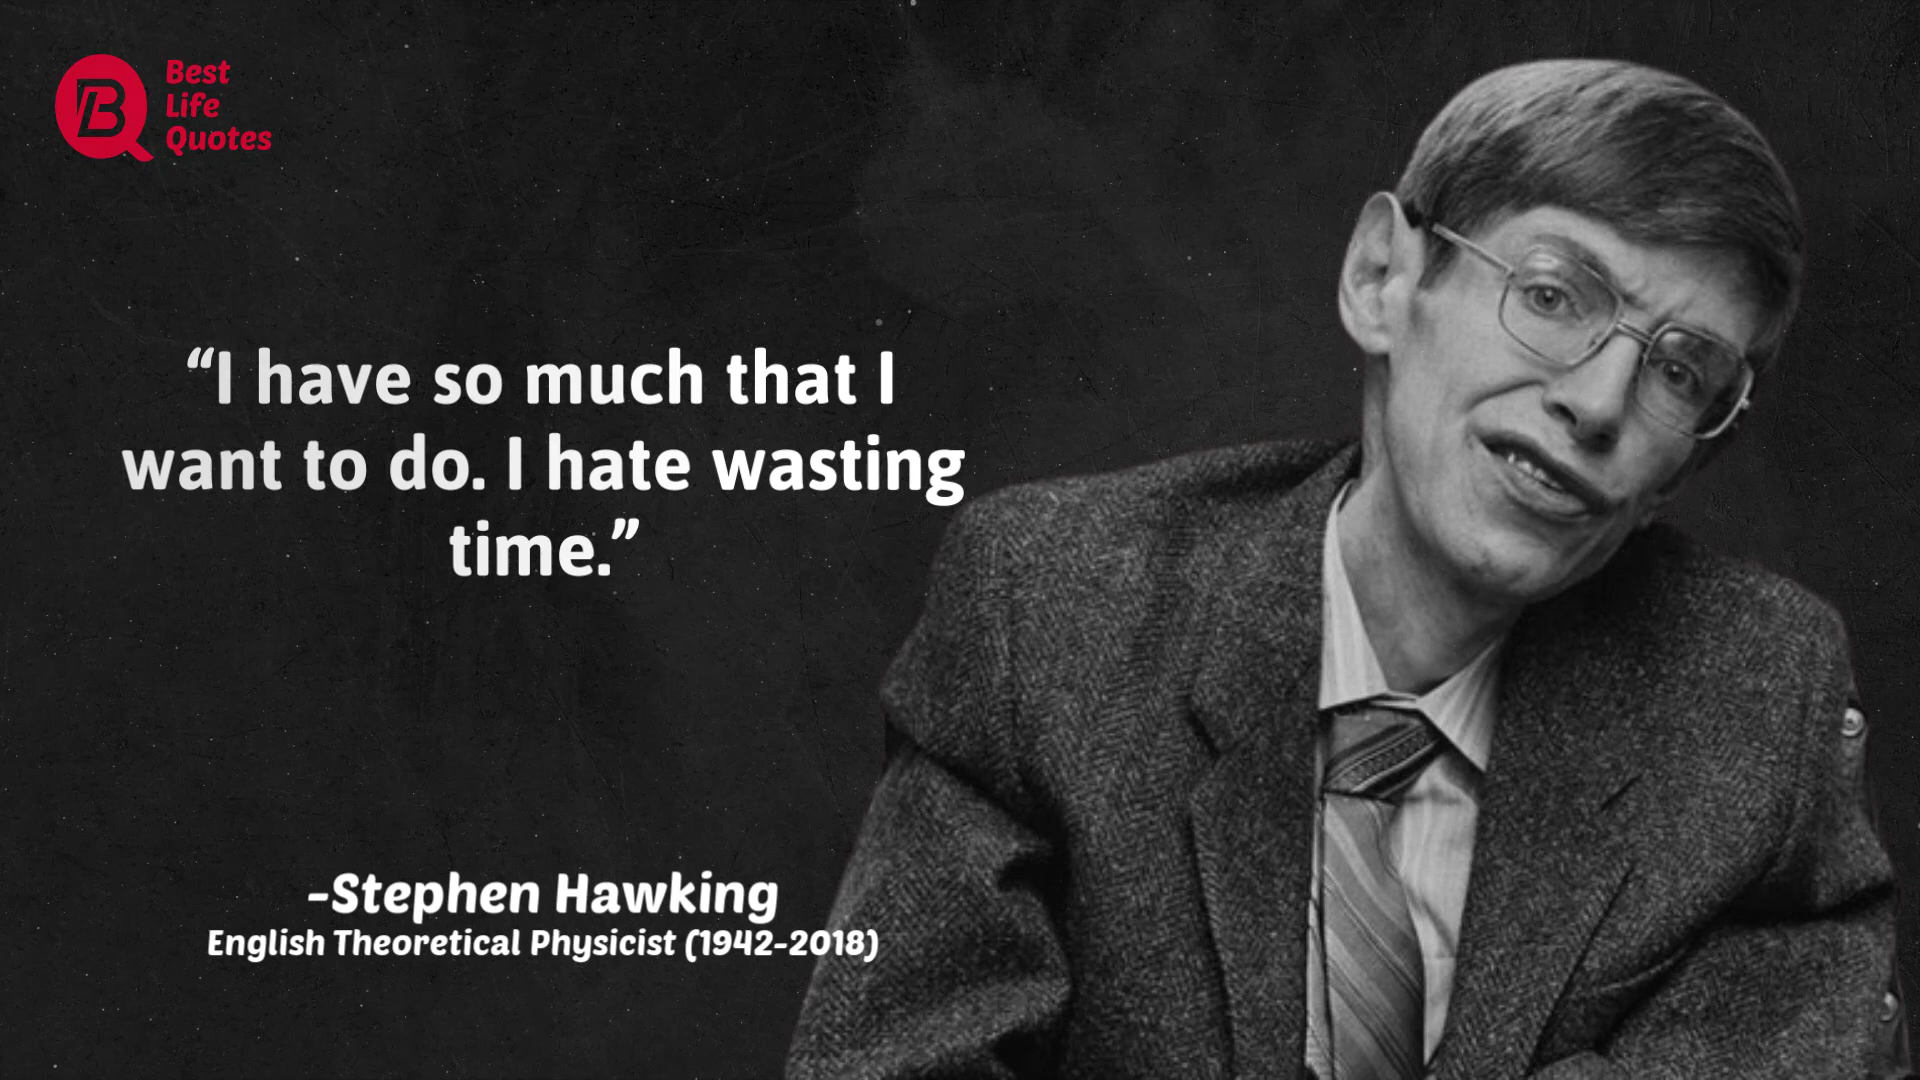 Best
Life
Quotes
“I have so much that I
want to do. I hate wasting
time.”
-Stephen Hawking
English Theoretical Physicist (1942-2018)